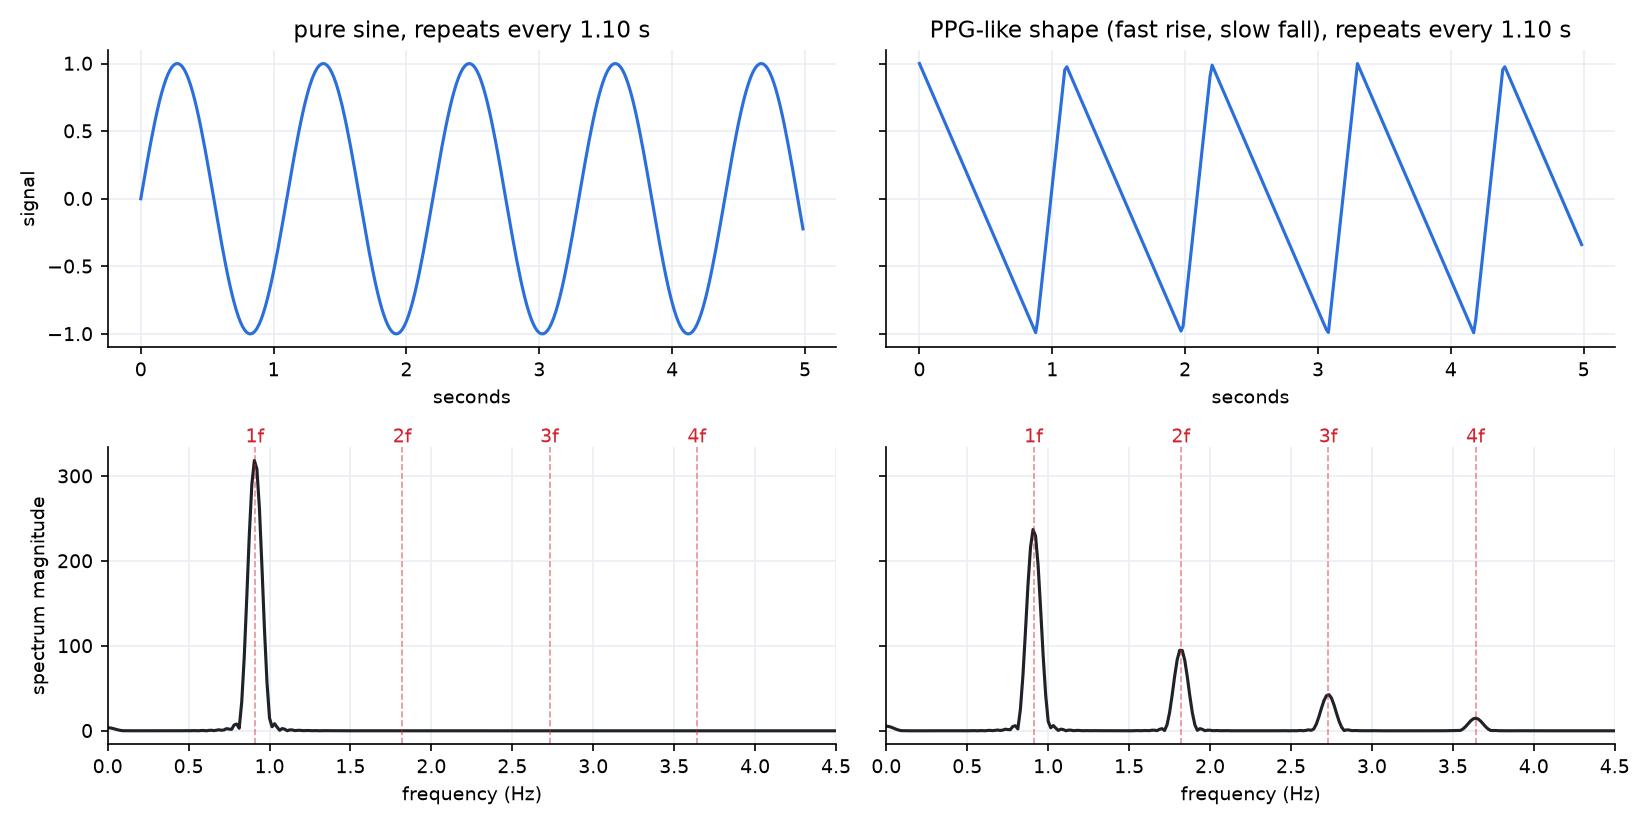 pure sine, repeats every 1.10 s
1.0
0.5
0.0
−0.5
−1.0
signal
0 1 2 3 4 5
seconds
PPG-like shape (fast rise, slow fall), repeats every 1.10 s
0 1 2 3 4 5
seconds
1f 2f 3f 4f
300
200
100
0
spectrum magnitude
0.0 0.5 1.0 1.5 2.0 2.5 3.0 3.5 4.0 4.5
frequency (Hz)
1f 2f 3f 4f
0.0 0.5 1.0 1.5 2.0 2.5 3.0 3.5 4.0 4.5
frequency (Hz)